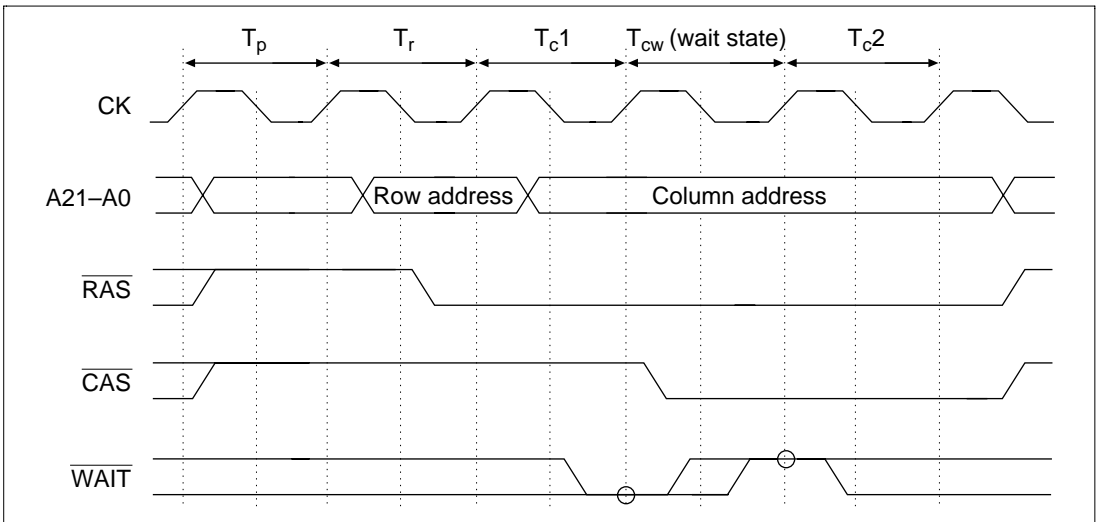 Tp Tr Tc1 Tcw (wait state) Tc2
CK
A21–A0 Row address Column address
RAS
CAS
WAIT